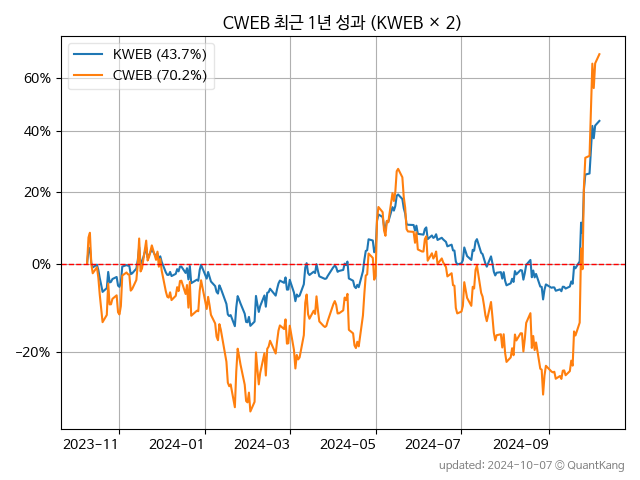 CWEB 최근 1년 성과 (KWEB × 2)
KWEB (43.7%)
CWEB (70.2%)
60%
40%
20%
0%
−20%
2023−11
2024−01
2024−03
2024−05
2024−07
2024−09
updated: 2024-10-07 © QuantKang